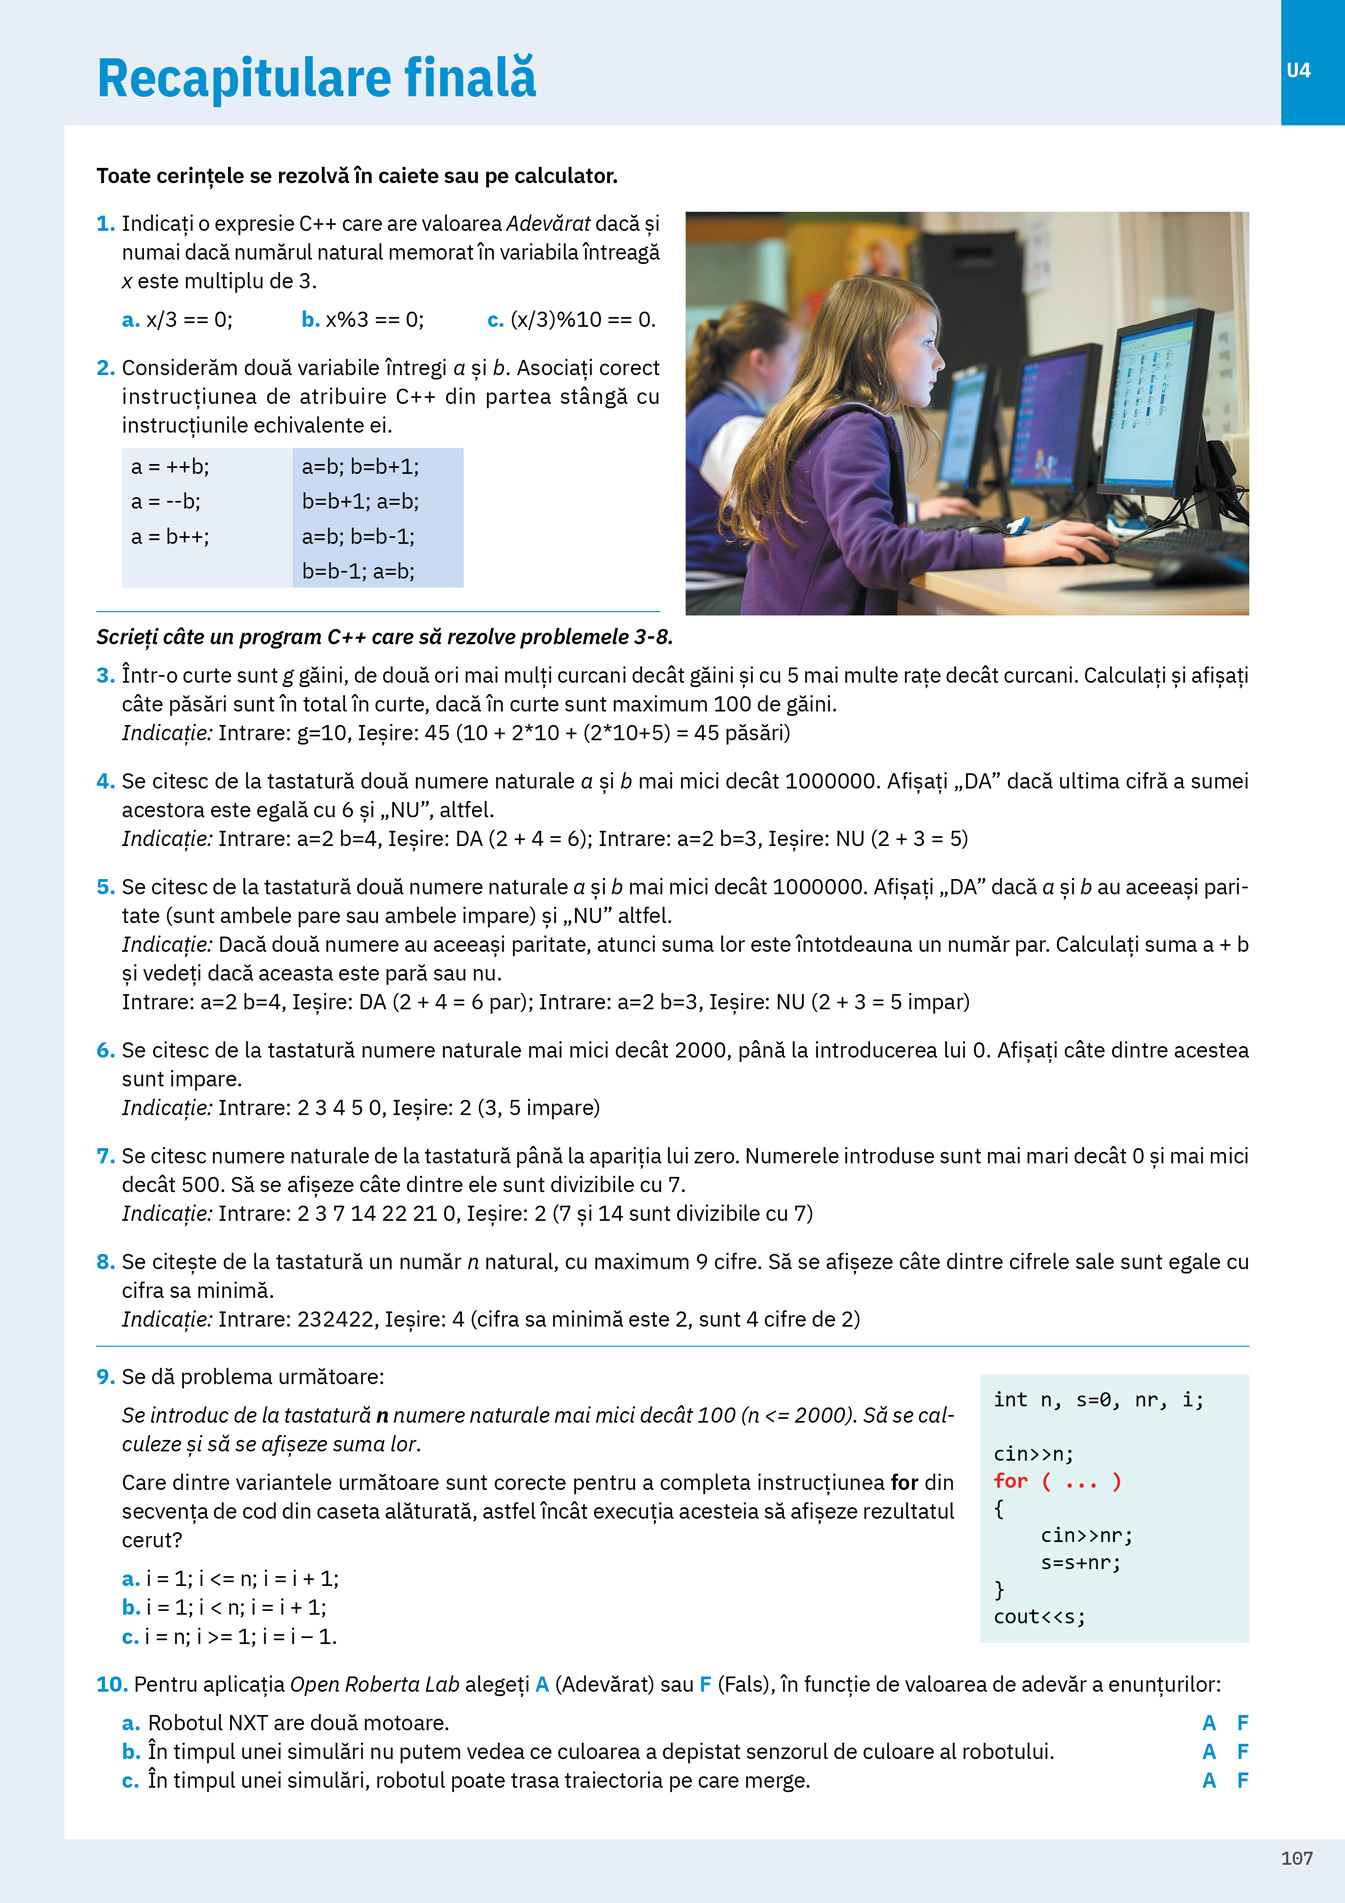 Recapitulare finală
U4
Toate cerințele se rezolvă în caiete sau pe calculator.
1. Indicați o expresie C++ care are valoarea Adevărat dacă și
numai dacă numărul natural memorat în variabila întreagă
x este multiplu de 3.
a. x/3 == 0; b. x%3 == 0; c. (x/3)%10 == 0.
2. Considerăm două variabile întregi a și b. Asociați corect
instrucțiunea de atribuire C++ din partea stângă cu
instrucțiunile echivalente ei.
a = ++b; a=b; b=b+1;
a = --b; b=b+1; a=b;
a = b++; a=b; b=b-1;
b=b-1; a=b;
Scrieți câte un program C++ care să rezolve problemele 3-8.
3. Într-o curte sunt g găini, de două ori mai mulți curcani decât găini și cu 5 mai multe rațe decât curcani. Calculați și afișați
câte păsări sunt în total în curte, dacă în curte sunt maximum 100 de găini.
Indicație: Intrare: g=10, Ieșire: 45 (10 + 2*10 + (2*10+5) = 45 păsări)
4. Se citesc de la tastatură două numere naturale a și b mai mici decât 1000000. Afișați „DA” dacă ultima cifră a sumei
acestora este egală cu 6 și „NU”, altfel.
Indicație: Intrare: a=2 b=4, Ieșire: DA (2 + 4 = 6); Intrare: a=2 b=3, Ieșire: NU (2 + 3 = 5)
5. Se citesc de la tastatură două numere naturale a și b mai mici decât 1000000. Afișați „DA” dacă a și b au aceeași pari-
tate (sunt ambele pare sau ambele impare) și „NU” altfel.
Indicație: Dacă două numere au aceeași paritate, atunci suma lor este întotdeauna un număr par. Calculați suma a + b
și vedeți dacă aceasta este pară sau nu.
Intrare: a=2 b=4, Ieșire: DA (2 + 4 = 6 par); Intrare: a=2 b=3, Ieșire: NU (2 + 3 = 5 impar)
6. Se citesc de la tastatură numere naturale mai mici decât 2000, până la introducerea lui 0. Afișați câte dintre acestea
sunt impare.
Indicație: Intrare: 2 3 4 5 0, Ieșire: 2 (3, 5 impare)
7. Se citesc numere naturale de la tastatură până la apariția lui zero. Numerele introduse sunt mai mari decât 0 și mai mici
decât 500. Să se afișeze câte dintre ele sunt divizibile cu 7.
Indicație: Intrare: 2 3 7 14 22 21 0, Ieșire: 2 (7 și 14 sunt divizibile cu 7)
8. Se citește de la tastatură un număr n natural, cu maximum 9 cifre. Să se afișeze câte dintre cifrele sale sunt egale cu
cifra sa minimă.
Indicație: Intrare: 232422, Ieșire: 4 (cifra sa minimă este 2, sunt 4 cifre de 2)
9. Se dă problema următoare:
Se introduc de la tastatură n numere naturale mai mici decât 100 (n <= 2000). Să se cal-
culeze și să se afișeze suma lor.
Care dintre variantele următoare sunt corecte pentru a completa instrucțiunea for din
secvența de cod din caseta alăturată, astfel încât execuția acesteia să afișeze rezultatul
cerut?
a. i = 1; i <= n; i = i + 1;
b. i = 1; i < n; i = i + 1;
c. i = n; i >= 1; i = i – 1.
int n, s=0, nr, i;
cin>>n;
for ( ... )
{
cin>>nr;
s=s+nr;
}
cout<<s;
10. Pentru aplicația Open Roberta Lab alegeți A (Adevărat) sau F (Fals), în funcție de valoarea de adevăr a enunțurilor:
a. Robotul NXT are două motoare. A F
b. În timpul unei simulări nu putem vedea ce culoarea a depistat senzorul de culoare al robotului. A F
c. În timpul unei simulări, robotul poate trasa traiectoria pe care merge. A F
107